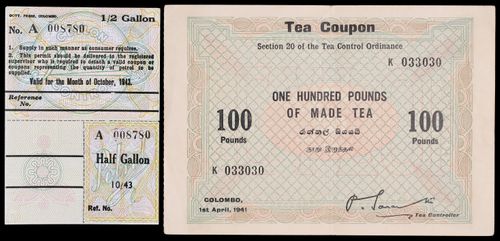 GOVT. PRESS, COLOMBO.
1/2 Gallon
No. A 008780
1. Supply in such manner as consumer requires.
2. This permit should be delivered to the registered
supervisor who is required to detach a valid coupon or
coupons representing the quantity of petrol to be
supplied.
Valid for the Month of October, 1943.
Reference
No.
A 008780
Half Gallon
10/43
Ref. No.
Tea Coupon
Section 20 of the Tea Control Ordinance
K 033030
ONE HUNDRED POUNDS
OF MADE TEA
100
Pounds
100
Pounds
K 033030
COLOMBO,
1st April, 1941
Tea Controller